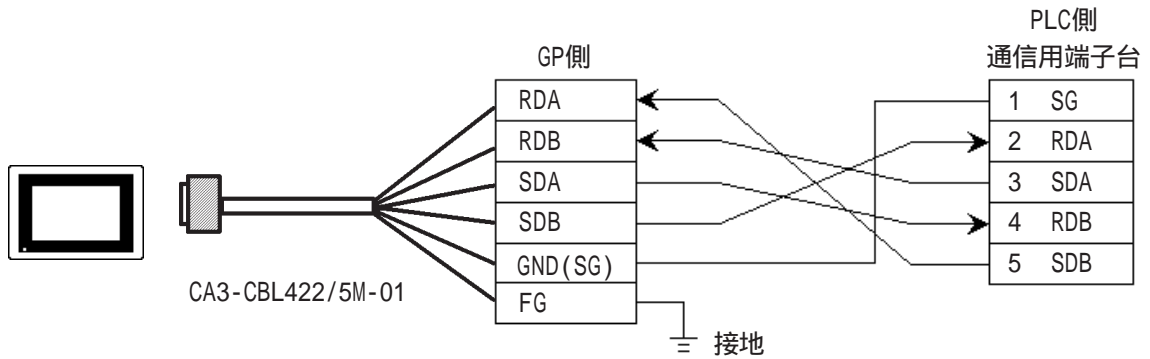 PLC側
GP側
通信用端子台
RDA
RDB
SDA
SDB
GND(SG)
FG
1 SG
2 RDA
3 SDA
4 RDB
5 SDB
CA3-CBL422/5M-01
接地